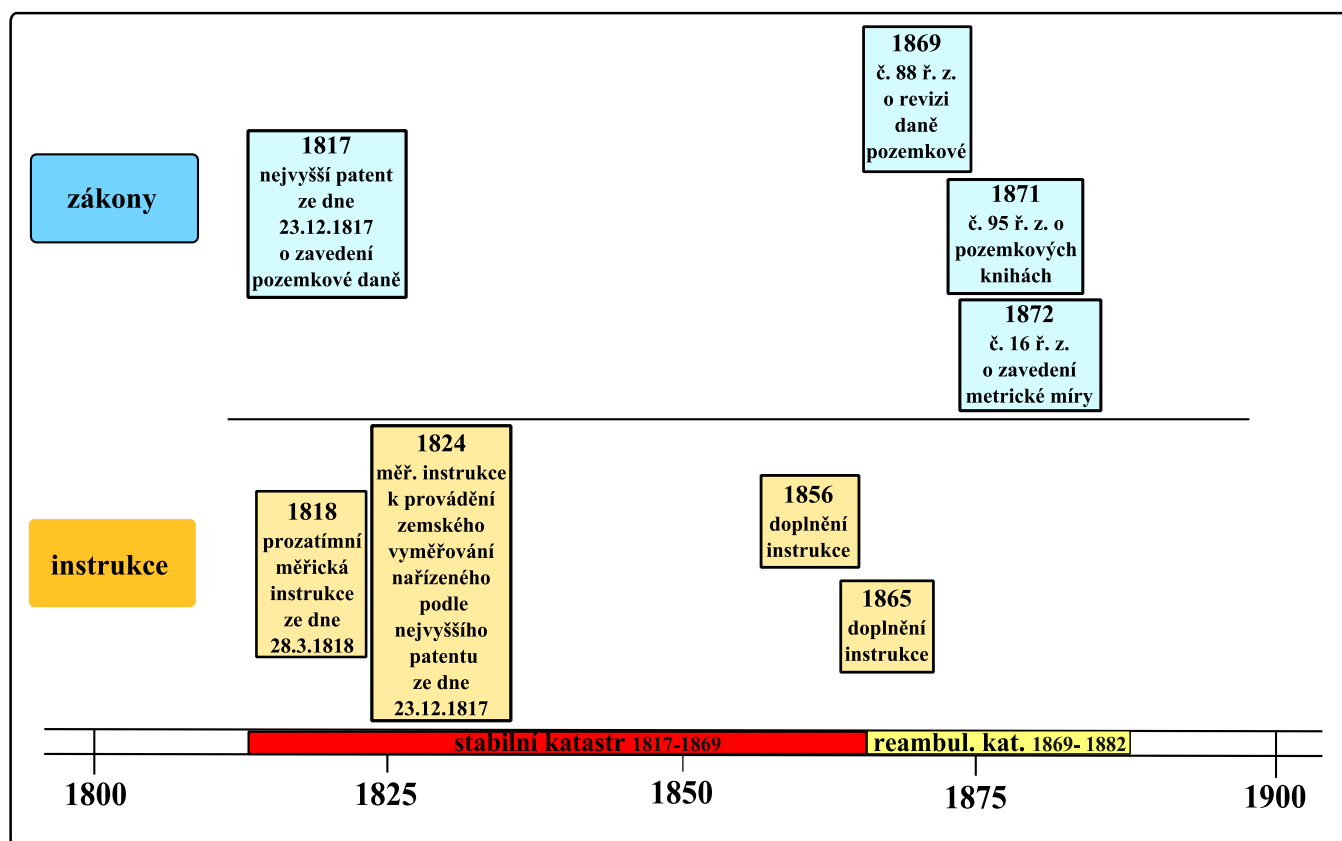 zákony
1817
nejvyšší patent
ze dne
23.12.1817
o zavedení
pozemkové daně
1869
č. 88 ř. z.
o revizi
daně
pozemkové
1871
č. 95 ř. z. o
pozemkových
knihách
1872
č. 16 ř. z.
o zavedení
metrické míry
instrukce
1818
prozatímní
měřická
instrukce
ze dne
28.3.1818
1824
měř. instrukce
k provádění
zemského
vyměřování
nařízeného
podle
nejvyššího
patentu
ze dne
23.12.1817
1856
doplnění
instrukce
1865
doplnění
instrukce
stabilní katastr 1817-1869
reambul. kat. 1869- 1882
1800
1825
1850
1875
1900